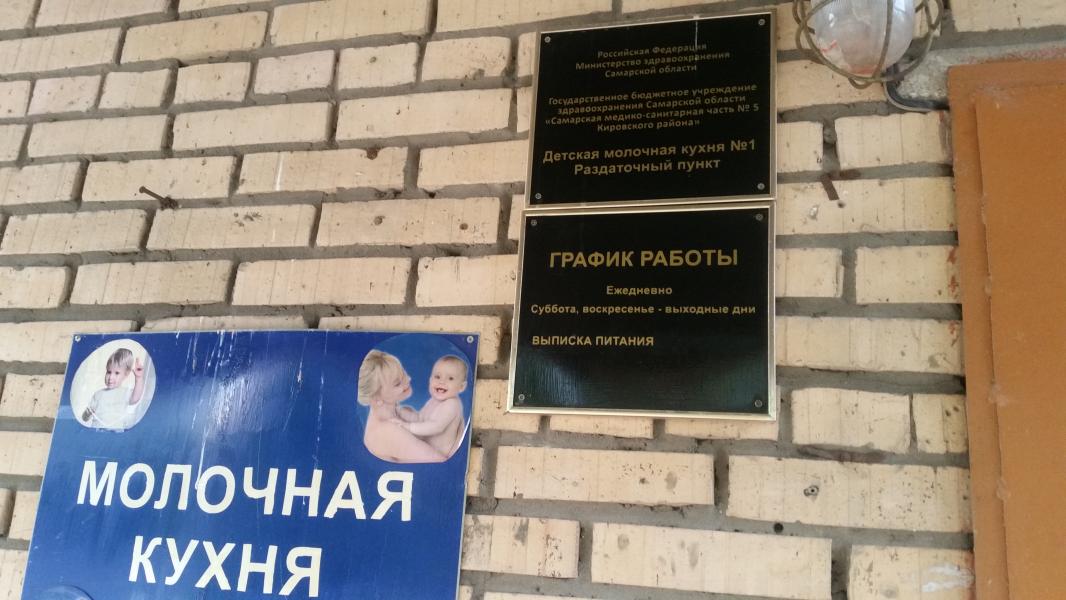 Российская Федерация
Министерство здравоохранения
Самарской области
Государственное бюджетное учреждение
здравоохранения Самарской области
«Самарская медико-санитарная часть № 5
Кировского района»
Детская молочная кухня №1
Раздаточный пункт
ГРАФИК РАБОТЫ
Ежедневно
Суббота, воскресенье - выходные дни
ВЫПИСКА ПИТАНИЯ
МОЛОЧНАЯ
КУХНЯ